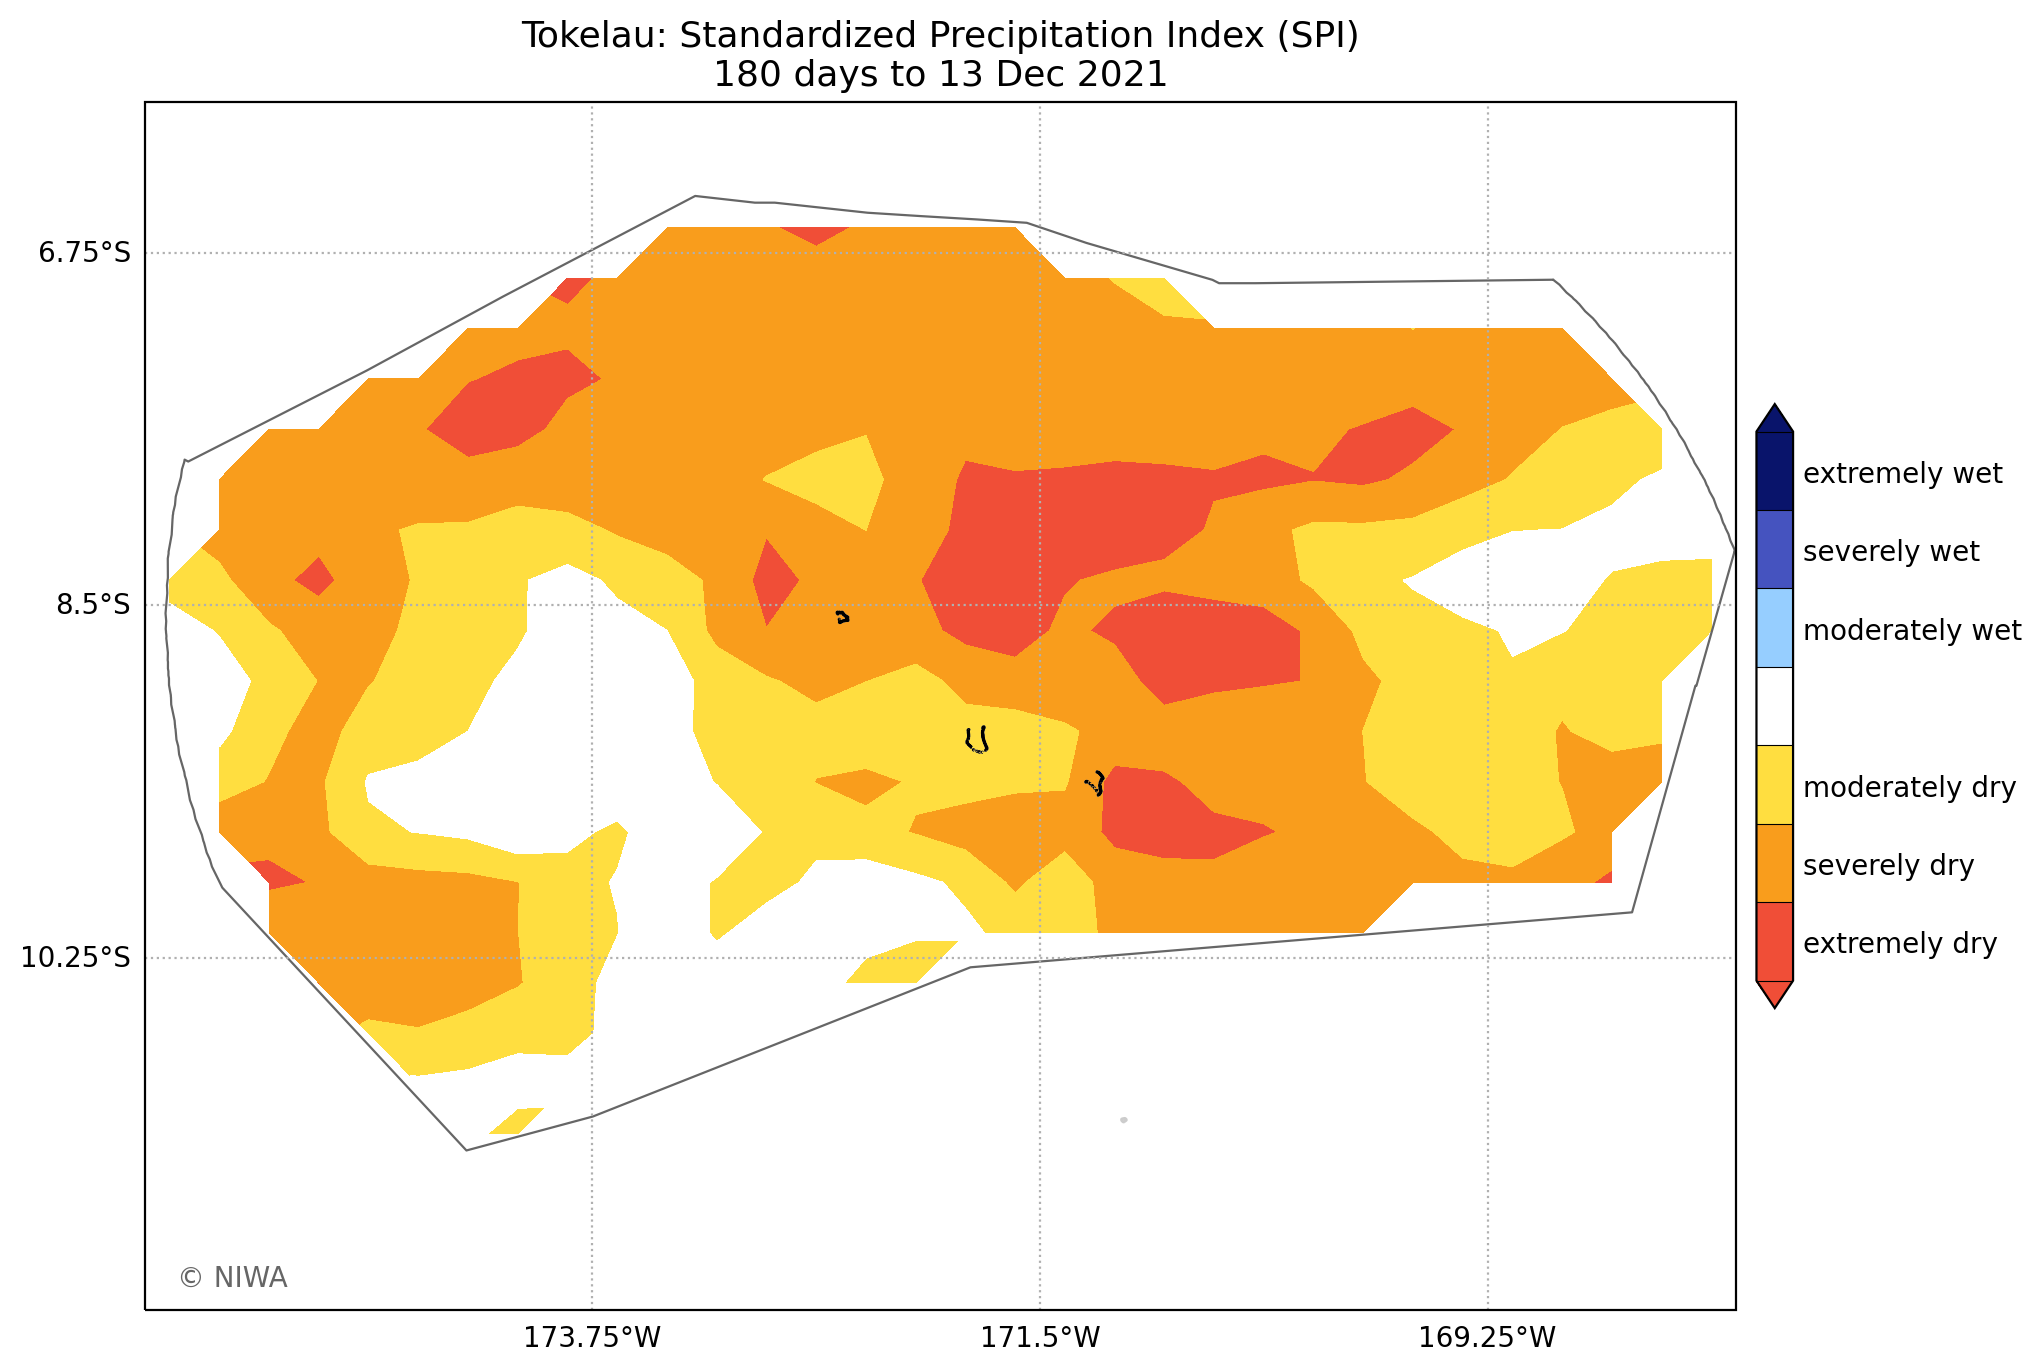 Tokelau: Standardized Precipitation Index (SPI)
180 days to 13 Dec 2021
6.75°S
8.5°S
10.25°S
173.75°W
171.5°W
169.25°W
extremely wet
severely wet
moderately wet
moderately dry
severely dry
extremely dry
© NIWA